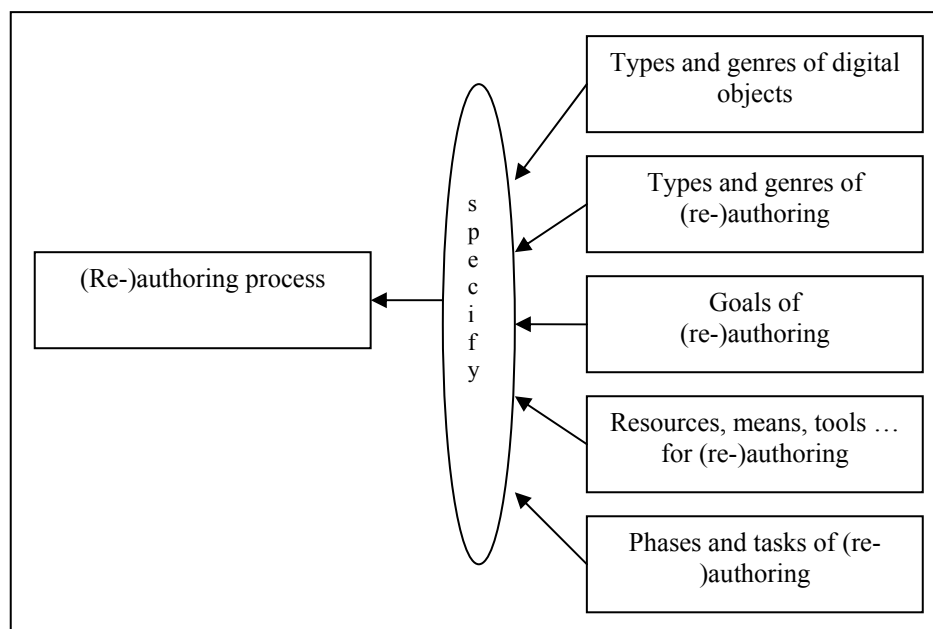 Types and genres of digital
objects
Types and genres of
(re-)authoring
specify
(Re-)authoring process
Goals of
(re-)authoring
Resources, means, tools …
for (re-)authoring
Phases and tasks of (re-
)authoring